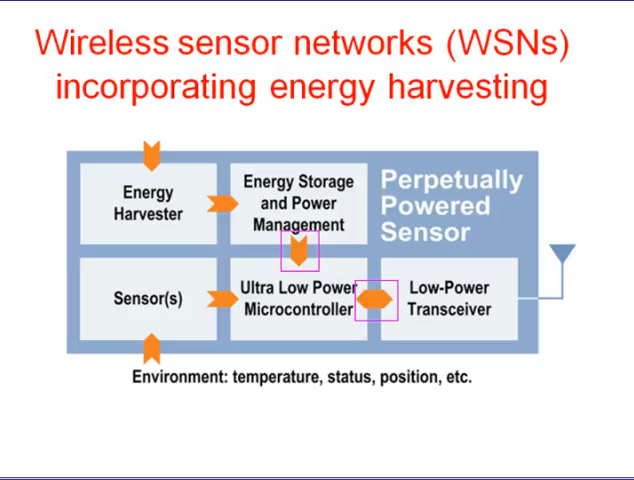 Wireless sensor networks (WSNs)
incorporating energy harvesting
Energy
Harvester
Energy Storage
and Power
Management
Perpetually
Powered
Sensor
Sensor(s)
Ultra Low Power
Microcontroller
Low-Power
Transceiver
Environment: temperature, status, position, etc.